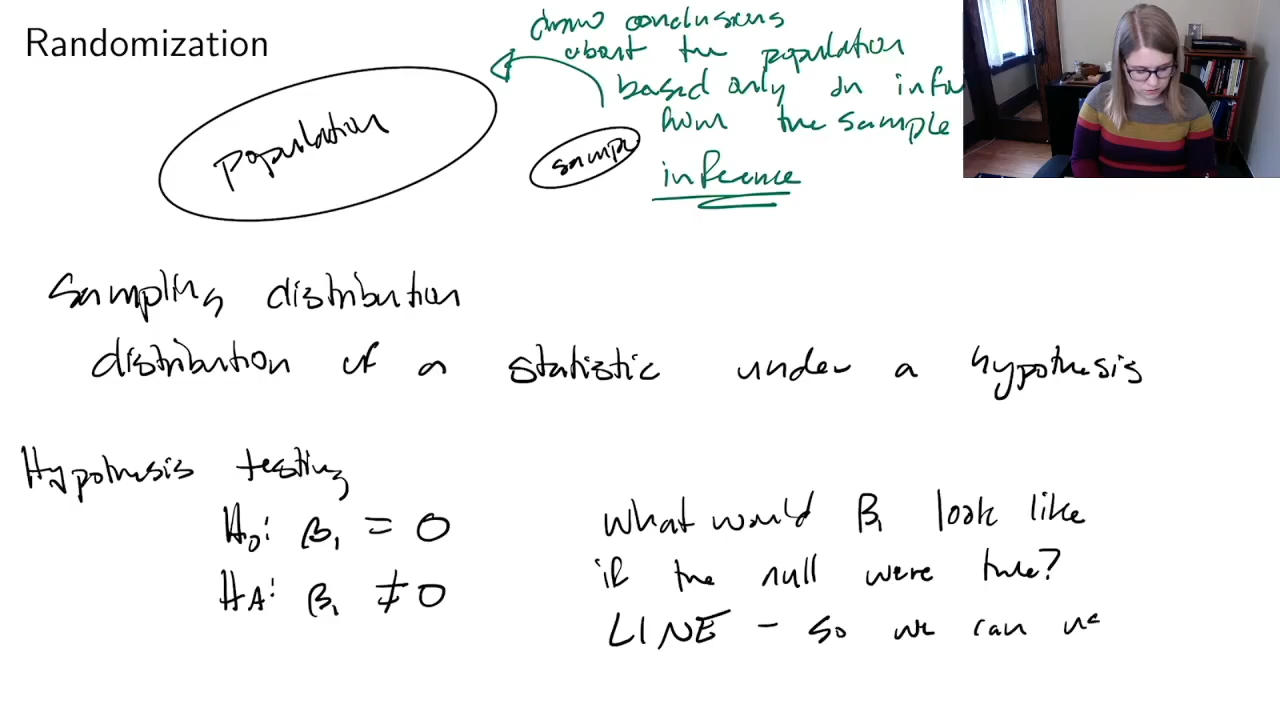 Randomization
draw conclusions
about the population
based only on info
from the sample
population
sample
inference
Sampling distribution
distribution of a statistic under a hypothesis
Hypothesis testing
H₀: β₁ = 0
HA: β₁ ≠ 0
What would β₁ look like
if the null were true?
LINE - so we can us